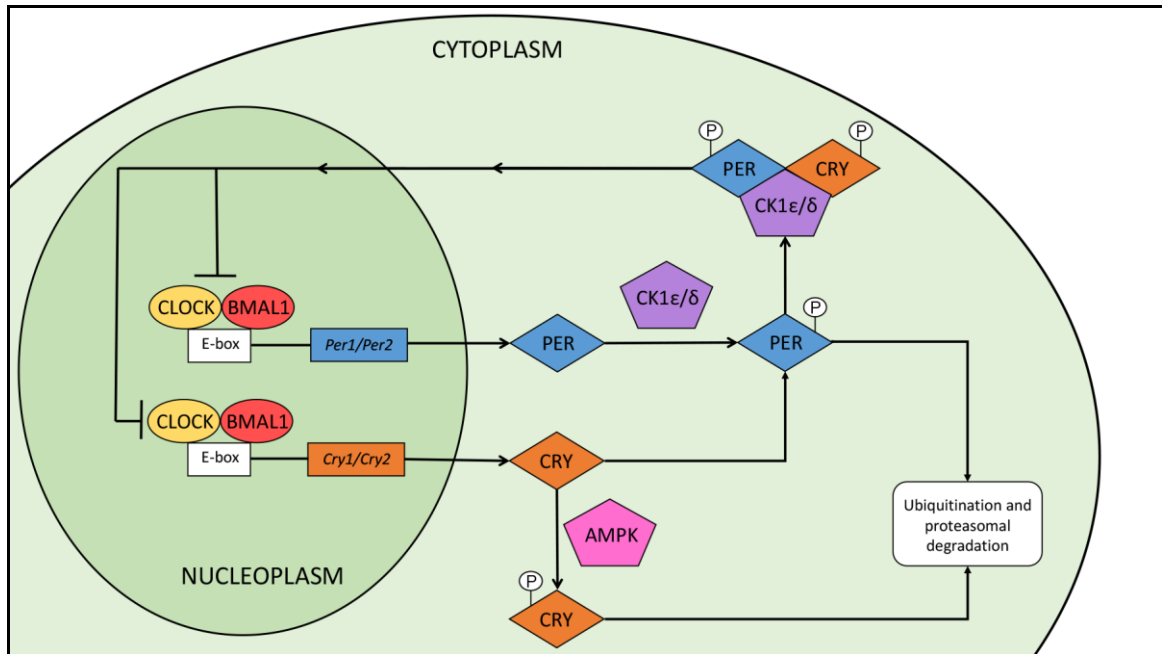 CYTOPLASM
P
P
PER
CRY
CK1ε/δ
CK1ε/δ
CLOCK
BMAL1
P
E-box
Per1/Per2
PER
PER
CLOCK
BMAL1
E-box
Cry1/Cry2
CRY
Ubiquitination and
proteasomal
degradation
AMPK
NUCLEOPLASM
P
CRY